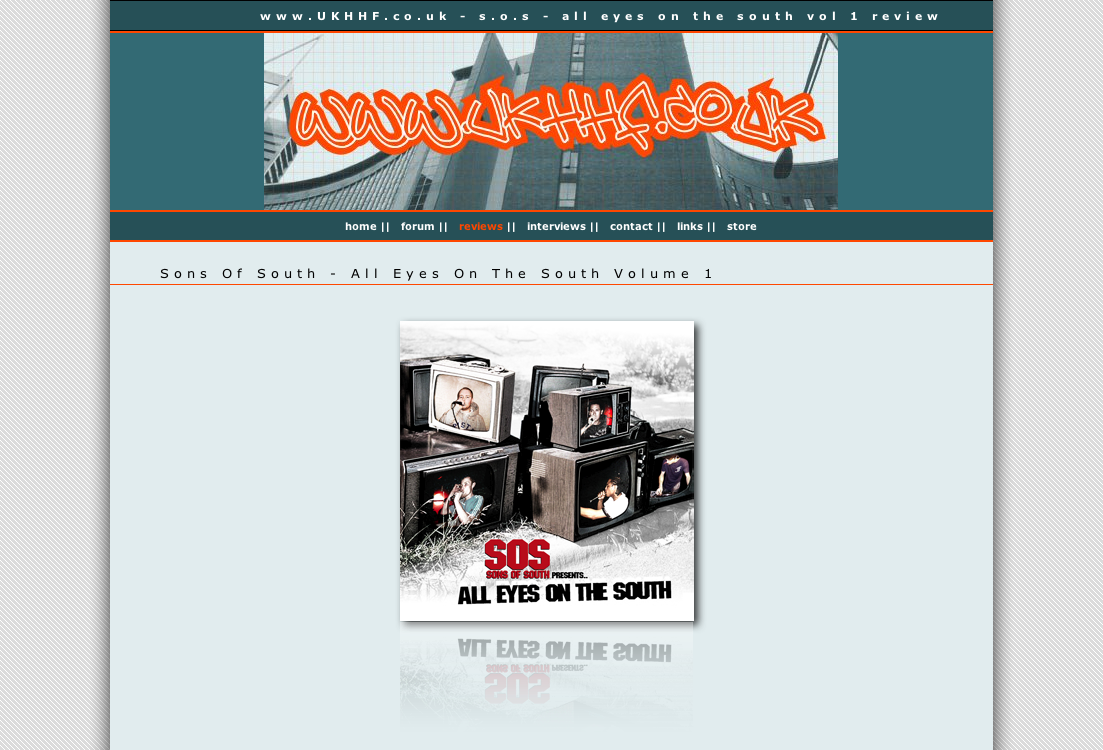 www.UKHHF.co.uk - s.o.s - all eyes on the south vol 1 review
www.UKHHF.co.uk
home || forum || reviews || interviews || contact || links || store
Sons Of South - All Eyes On The South Volume 1
SOS
SONS OF SOUTH PRESENTS..
ALL EYES ON THE SOUTH